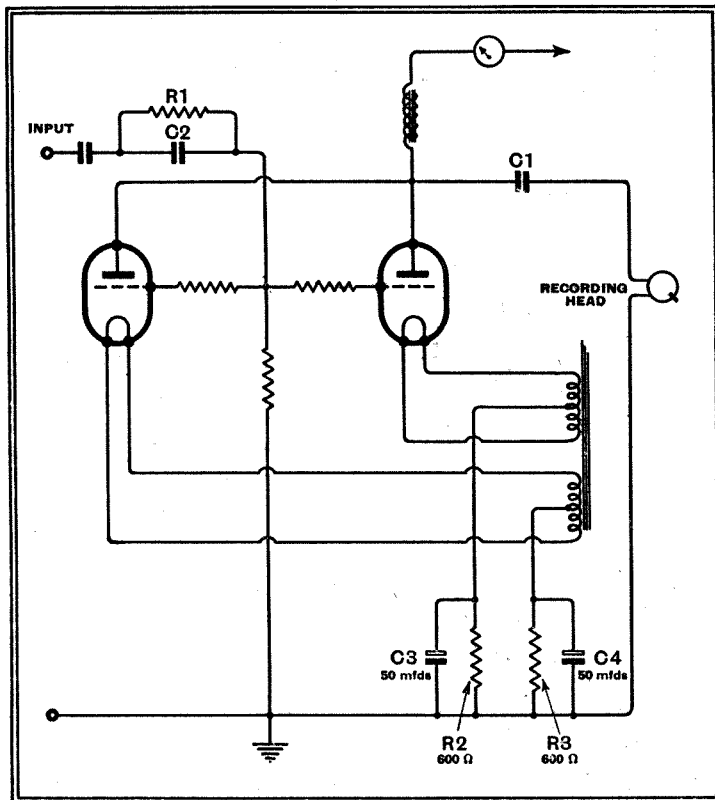 R1
INPUT
C2
C1
RECORDING
HEAD
C3
50 mfds
C4
50 mfds
R2
600 Ω
R3
600 Ω